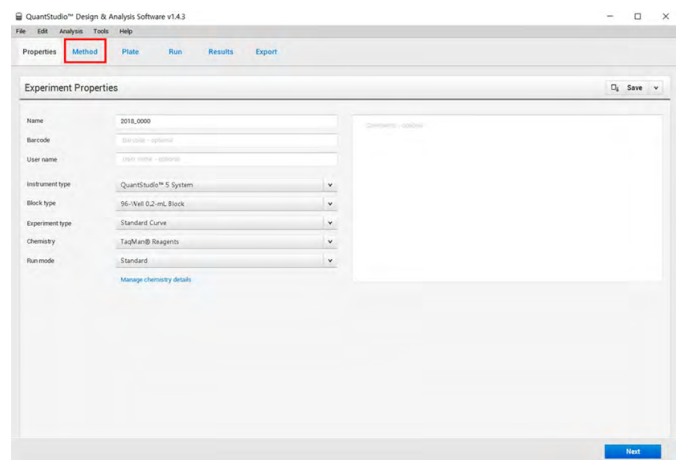 QuantStudio™ Design & Analysis Software v1.4.3
File Edit Analysis Tools Help
Properties Method Plate Run Results Export
Experiment Properties
Save
Name 2018_0000
Barcode Barcode - optional
User name User name - optional
Comments - optional
Instrument type QuantStudio™ 5 System
Block type 96-Well 0.2-mL Block
Experiment type Standard Curve
Chemistry TaqMan® Reagents
Run mode Standard
Manage chemistry details
Next